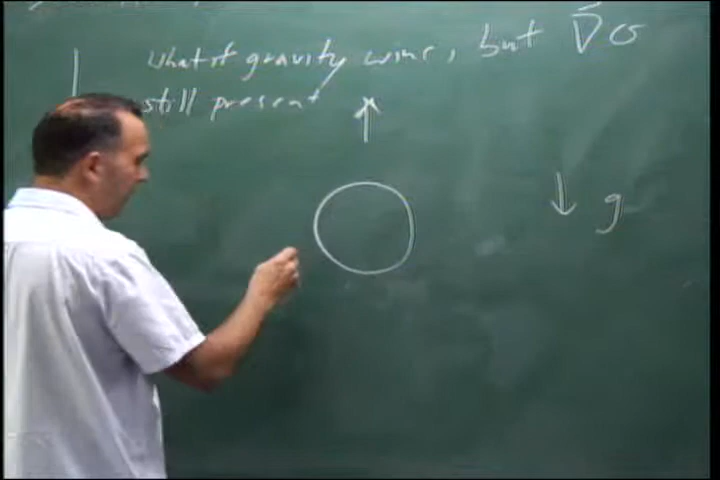 what if gravity wins, but ∇⃗σ
still present
g